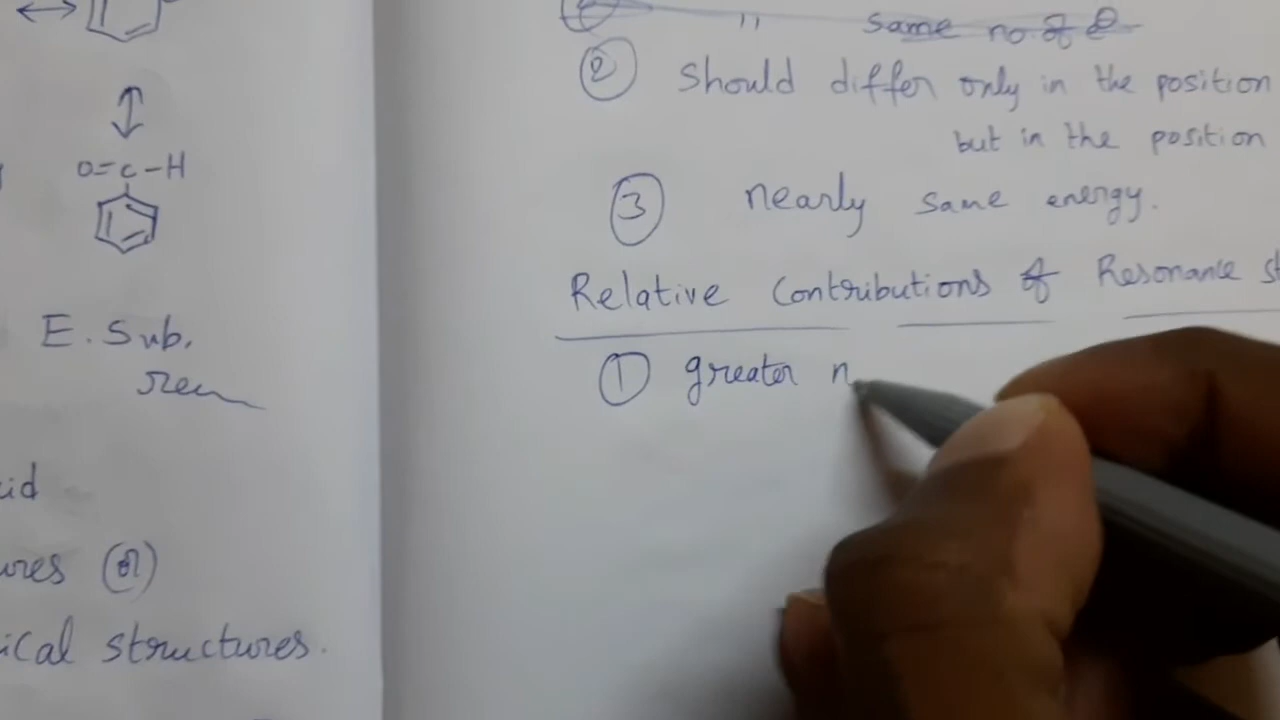 O=C-H
E. Sub.
ical structures.
" same no of e
② Should differ only in the position
but in the position
③ nearly same energy.
Relative Contributions of Resonance
① greater n